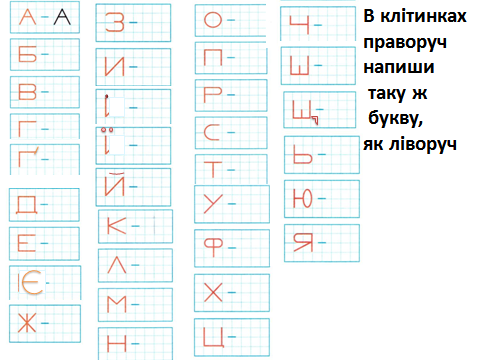 А - А
Б -
В -
Г -
Ґ -
Д -
Е -
Є -
Ж -
З -
И -
І -
Ї -
Й -
К -
Л -
М -
Н -
О -
П -
Р -
С -
Т -
У -
Ф -
Х -
Ц -
Ч -
Ш -
Щ -
Ь -
Ю -
Я -
В клітинках
праворуч
напиши
таку ж
букву,
як ліворуч